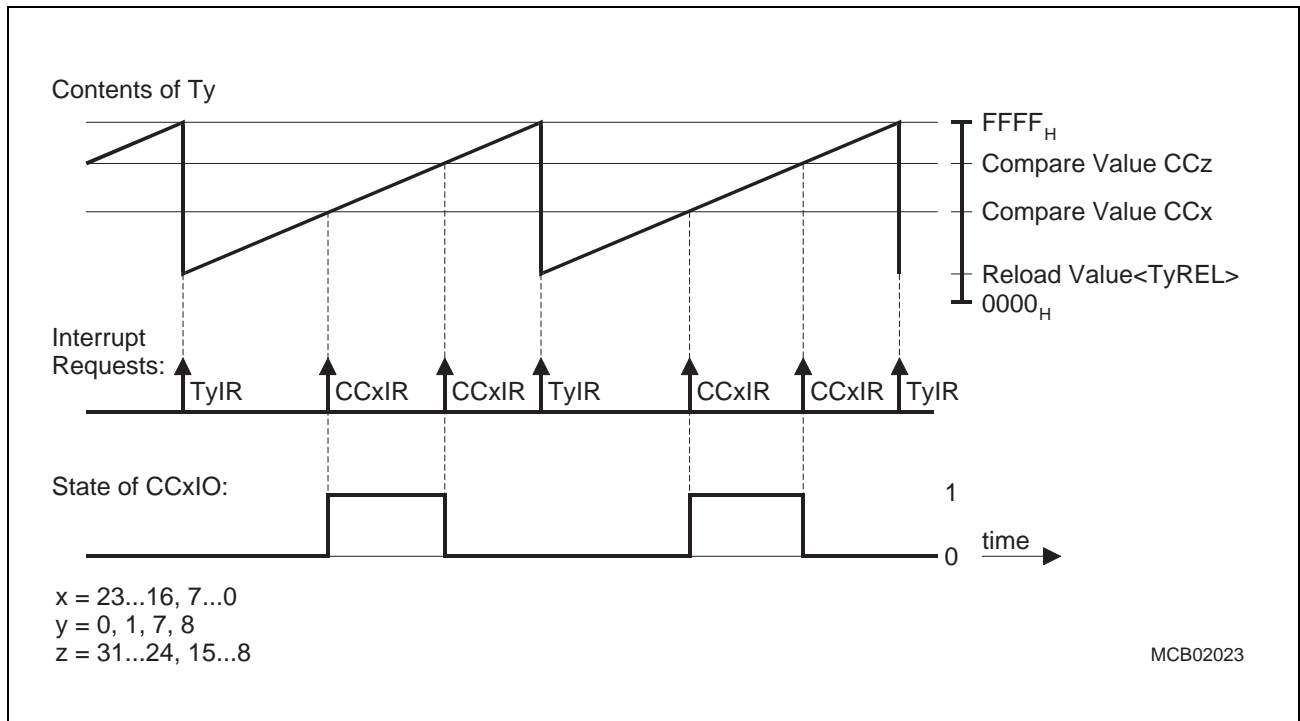 Contents of Ty
FFFFH
Compare Value CCz
Compare Value CCx
Reload Value<TyREL>
0000H
Interrupt
Requests:
TyIR CCxIR CCxIR TyIR CCxIR CCxIR TyIR
State of CCxIO:
1
0
time
x = 23...16, 7...0
y = 0, 1, 7, 8
z = 31...24, 15...8
MCB02023